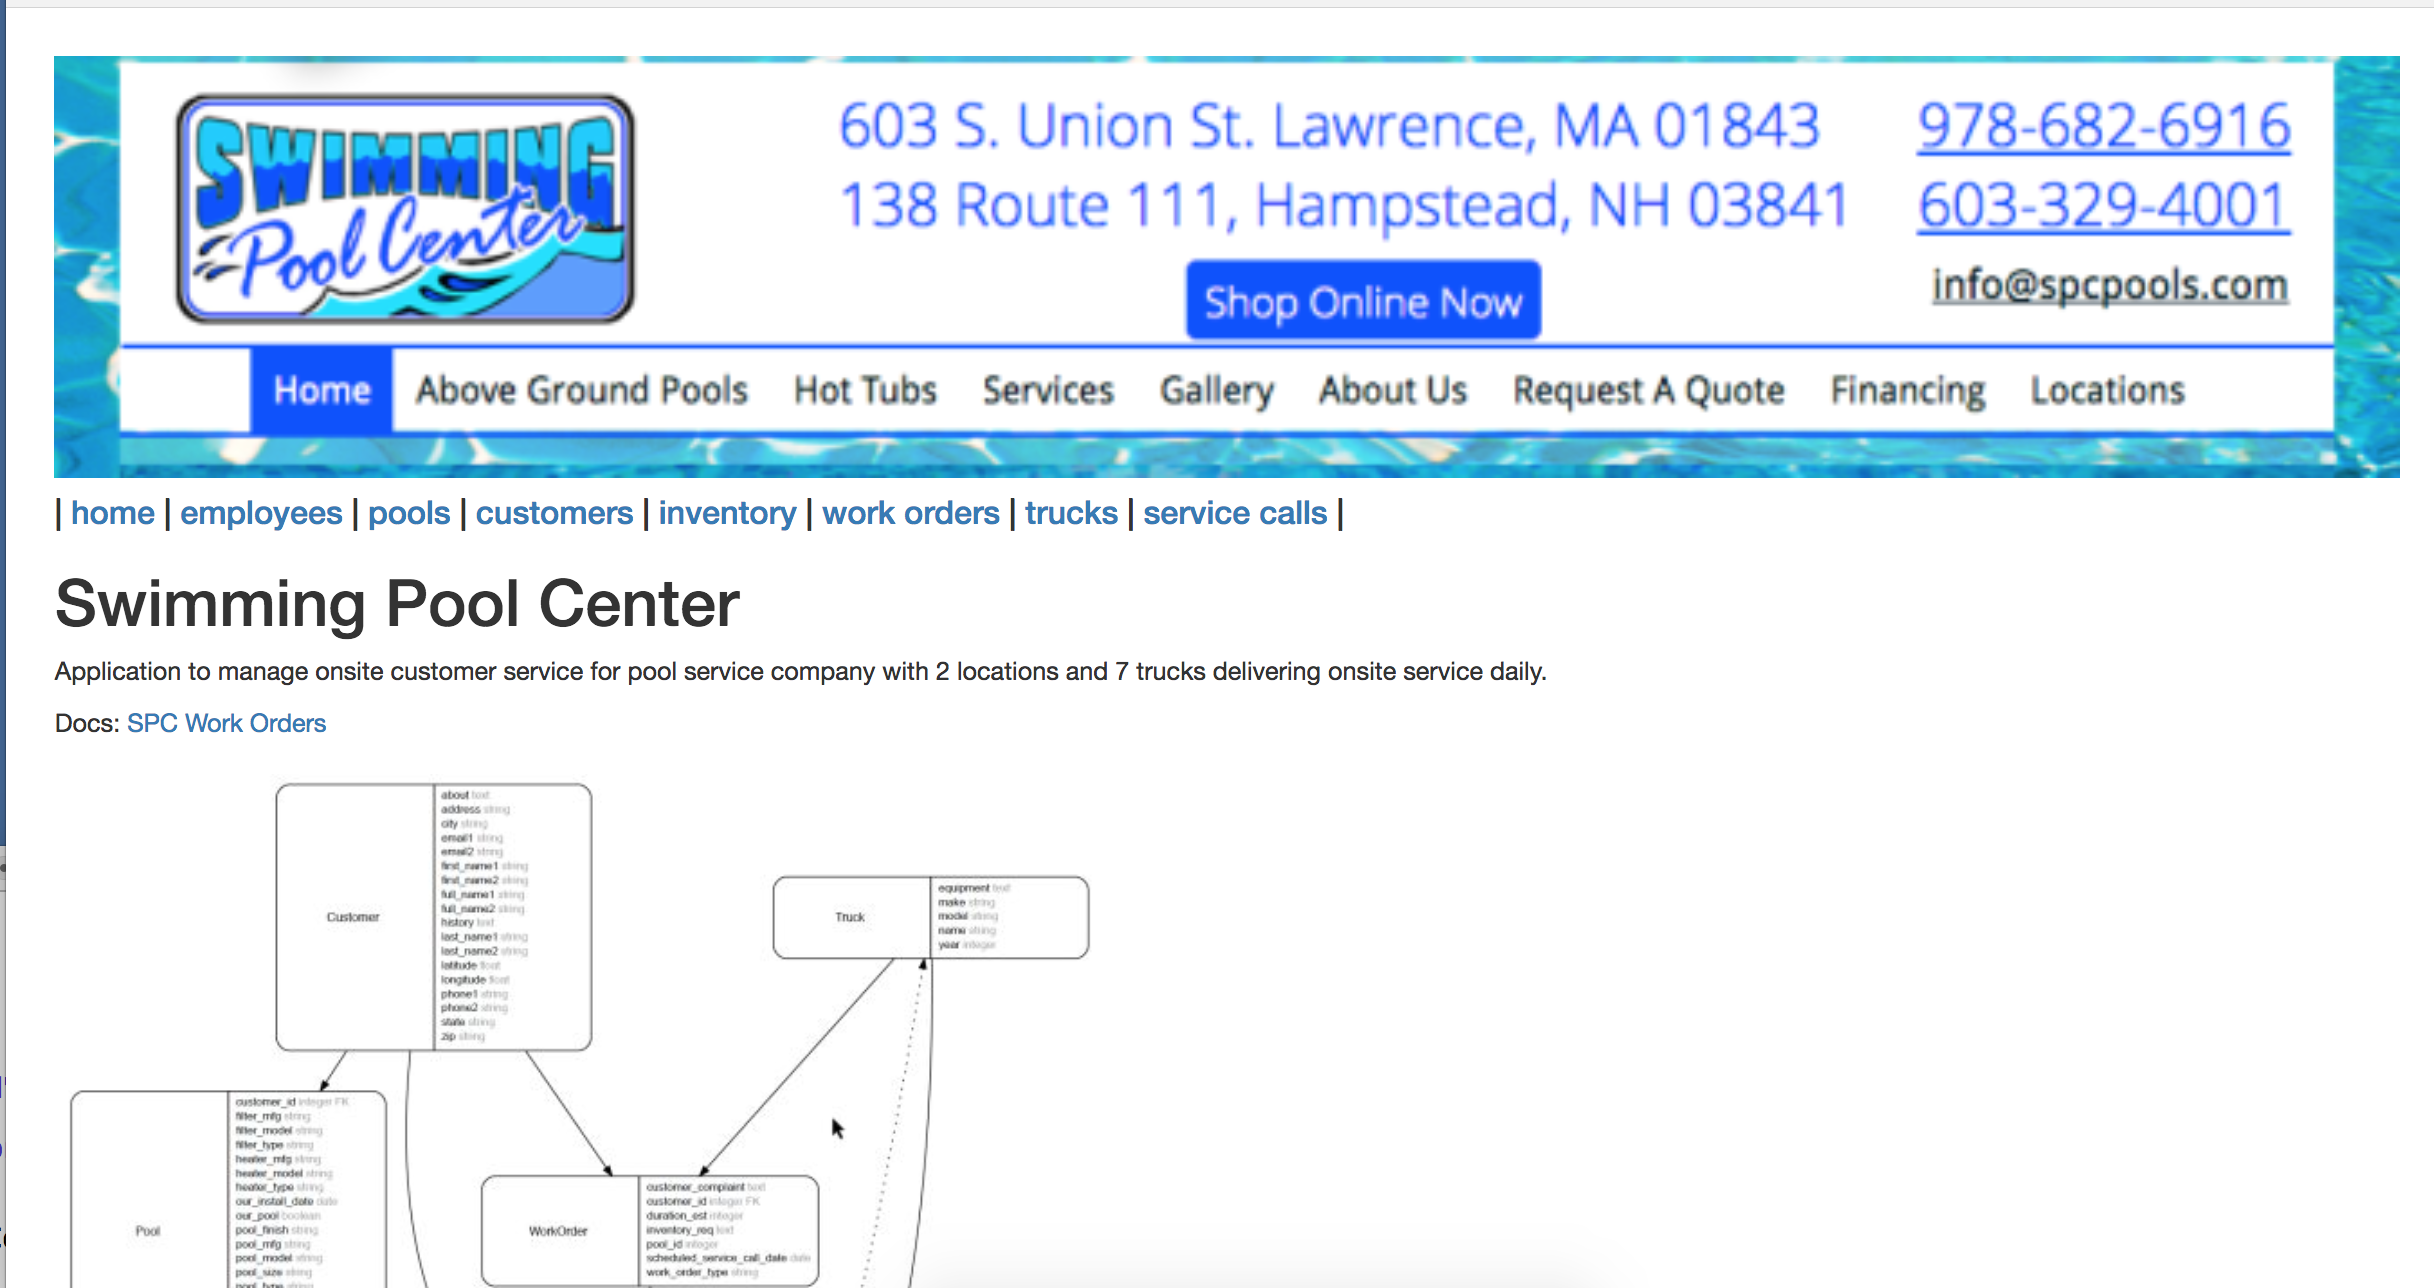 SWIMMING
Pool Center
603 S. Union St. Lawrence, MA 01843 978-682-6916
138 Route 111, Hampstead, NH 03841 603-329-4001
Shop Online Now
info@spcpools.com
Home Above Ground Pools Hot Tubs Services Gallery About Us Request A Quote Financing Locations
| home | employees | pools | customers | inventory | work orders | trucks | service calls |
Swimming Pool Center
Application to manage onsite customer service for pool service company with 2 locations and 7 trucks delivering onsite service daily.
Docs: SPC Work Orders
Customer
about text
address string
city string
email1 string
email2 string
first_name1 string
first_name2 string
full_name1 string
full_name2 string
history text
last_name1 string
last_name2 string
latitude float
longitude float
phone1 string
phone2 string
state string
zip string
Truck
equipment text
make string
model string
name string
year integer
Pool
customer_id integer FK
filter_mfg string
filter_model string
filter_type string
heater_mfg string
heater_model string
heater_type string
our_install_date date
our_pool boolean
pool_finish string
pool_mfg string
pool_model string
pool_size string
pool_type string
WorkOrder
customer_complaint text
customer_id integer FK
duration_est integer
inventory_req text
pool_id integer
scheduled_service_call_date date
work_order_type string